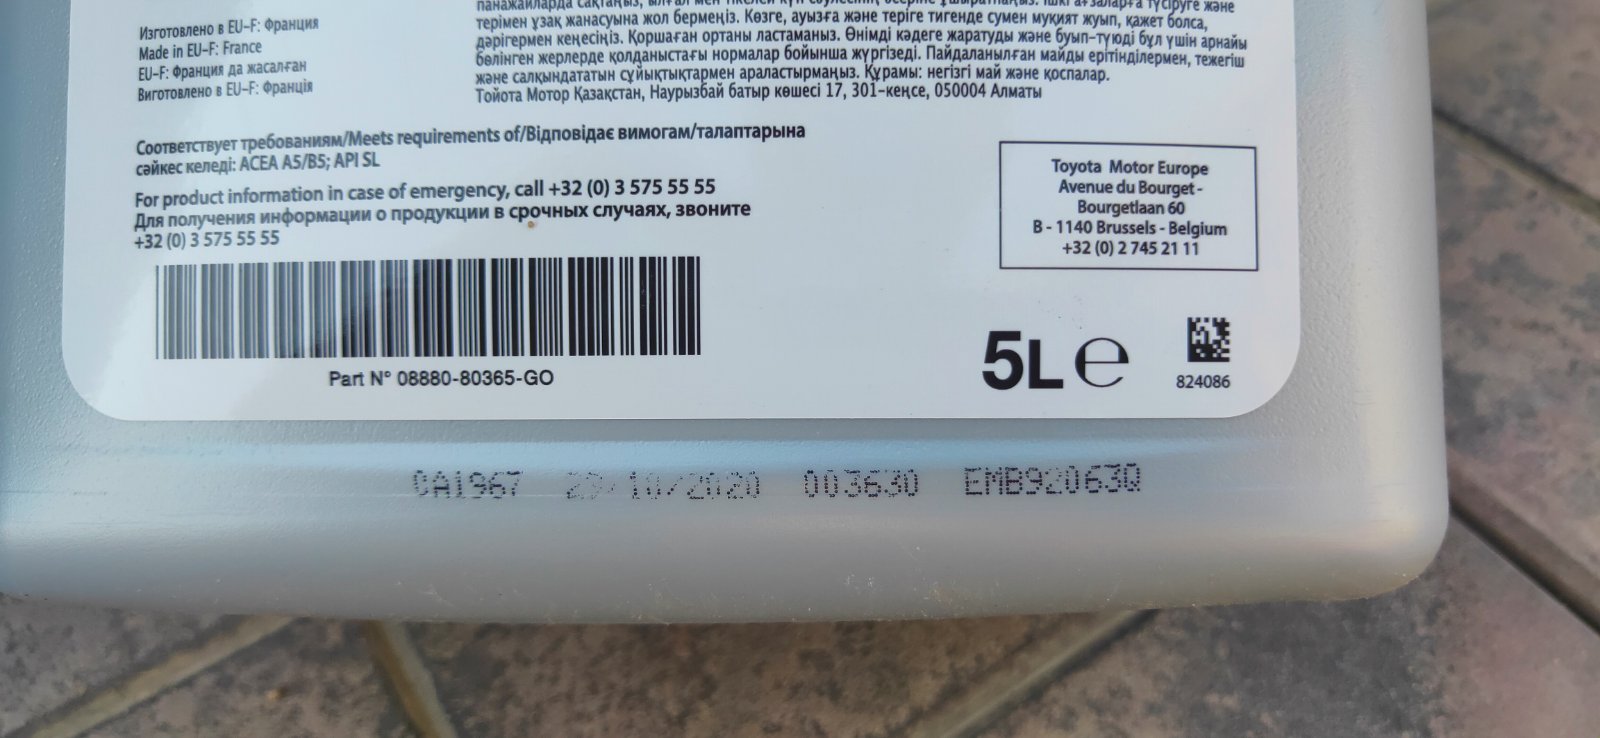 Изготовлено в EU-F: Франция
Made in EU-F: France
EU-F: Франция да жасалған
Виготовлено в EU-F: Франція
терімен ұзақ жанасуына жол бермеңіз. Көзге, ауызға және теріге тигенде сумен мұқият жуып, қажет болса,
дәрігермен кеңесіңіз. Қоршаған ортаны ластамаңыз. Өнімді кәдеге жаратуды және буып-түюді бұл үшін арнайы
бөлінген жерлерде қолданыстағы нормалар бойынша жүргізеді. Пайдаланылған майды ерітінділермен, тежегіш
және салқындататын сұйықтықтармен араластырмаңыз. Құрамы: негізгі май және қоспалар.
Тойота Мотор Қазақстан, Наурызбай батыр көшесі 17, 301-кеңсе, 050004 Алматы
Соответствует требованиям/Meets requirements of/Відповідає вимогам/талаптарына
сәйкес келеді: ACEA A5/B5; API SL
For product information in case of emergency, call +32 (0) 3 575 55 55
Для получения информации о продукции в срочных случаях, звоните
+32 (0) 3 575 55 55
Part N° 08880-80365-GO
Toyota Motor Europe
Avenue du Bourget -
Bourgetlaan 60
B - 1140 Brussels - Belgium
+32 (0) 2 745 21 11
5L e
824086
CA1967 29/10/2020 003630 EMB92063Q